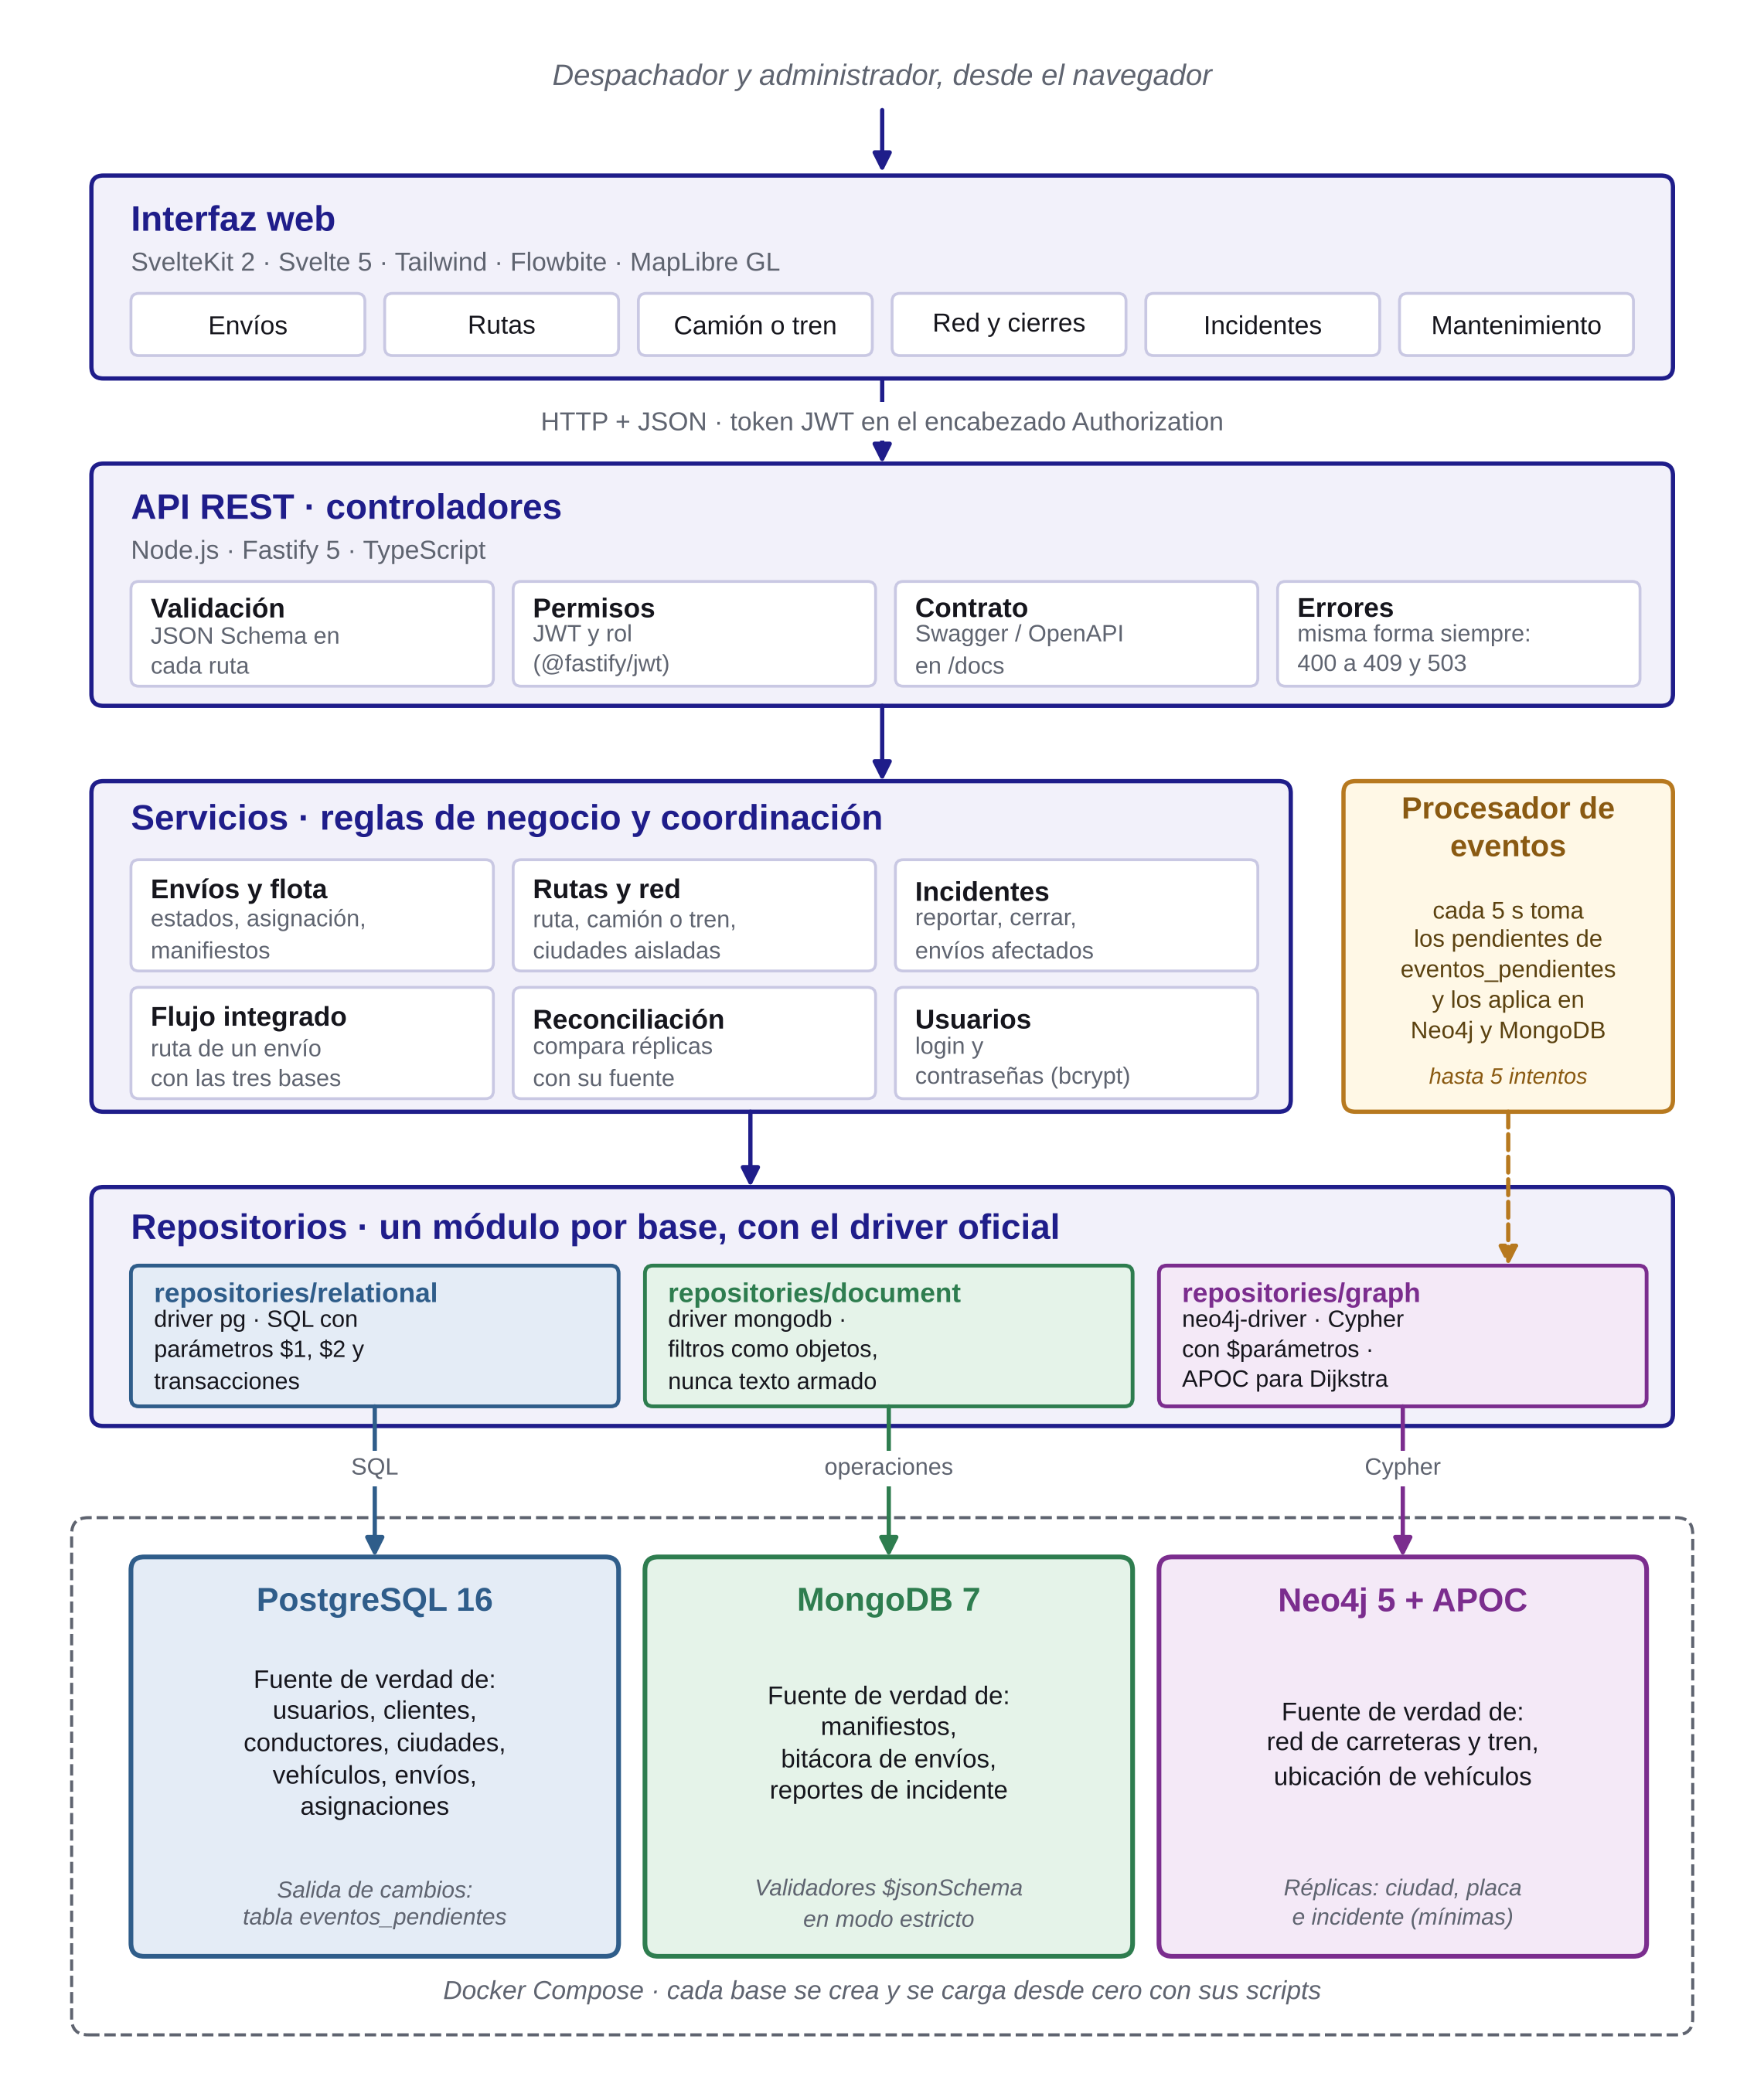 Despachador y administrador, desde el navegador
Interfaz web
SvelteKit 2 · Svelte 5 · Tailwind · Flowbite · MapLibre GL
Envíos
Rutas
Camión o tren
Red y cierres
Incidentes
Mantenimiento
HTTP + JSON · token JWT en el encabezado Authorization
API REST · controladores
Node.js · Fastify 5 · TypeScript
Validación
JSON Schema en
cada ruta
Permisos
JWT y rol
(@fastify/jwt)
Contrato
Swagger / OpenAPI
en /docs
Errores
misma forma siempre:
400 a 409 y 503
Servicios · reglas de negocio y coordinación
Envíos y flota
estados, asignación,
manifiestos
Rutas y red
ruta, camión o tren,
ciudades aisladas
Incidentes
reportar, cerrar,
envíos afectados
Flujo integrado
ruta de un envío
con las tres bases
Reconciliación
compara réplicas
con su fuente
Usuarios
login y
contraseñas (bcrypt)
Procesador de
eventos
cada 5 s toma
los pendientes de
eventos_pendientes
y los aplica en
Neo4j y MongoDB
hasta 5 intentos
Repositorios · un módulo por base, con el driver oficial
repositories/relational
driver pg · SQL con
parámetros $1, $2 y
transacciones
repositories/document
driver mongodb ·
filtros como objetos,
nunca texto armado
repositories/graph
neo4j-driver · Cypher
con $parámetros ·
APOC para Dijkstra
SQL
operaciones
Cypher
PostgreSQL 16
Fuente de verdad de:
usuarios, clientes,
conductores, ciudades,
vehículos, envíos,
asignaciones
Salida de cambios:
tabla eventos_pendientes
MongoDB 7
Fuente de verdad de:
manifiestos,
bitácora de envíos,
reportes de incidente
Validadores $jsonSchema
en modo estricto
Neo4j 5 + APOC
Fuente de verdad de:
red de carreteras y tren,
ubicación de vehículos
Réplicas: ciudad, placa
e incidente (mínimas)
Docker Compose · cada base se crea y se carga desde cero con sus scripts